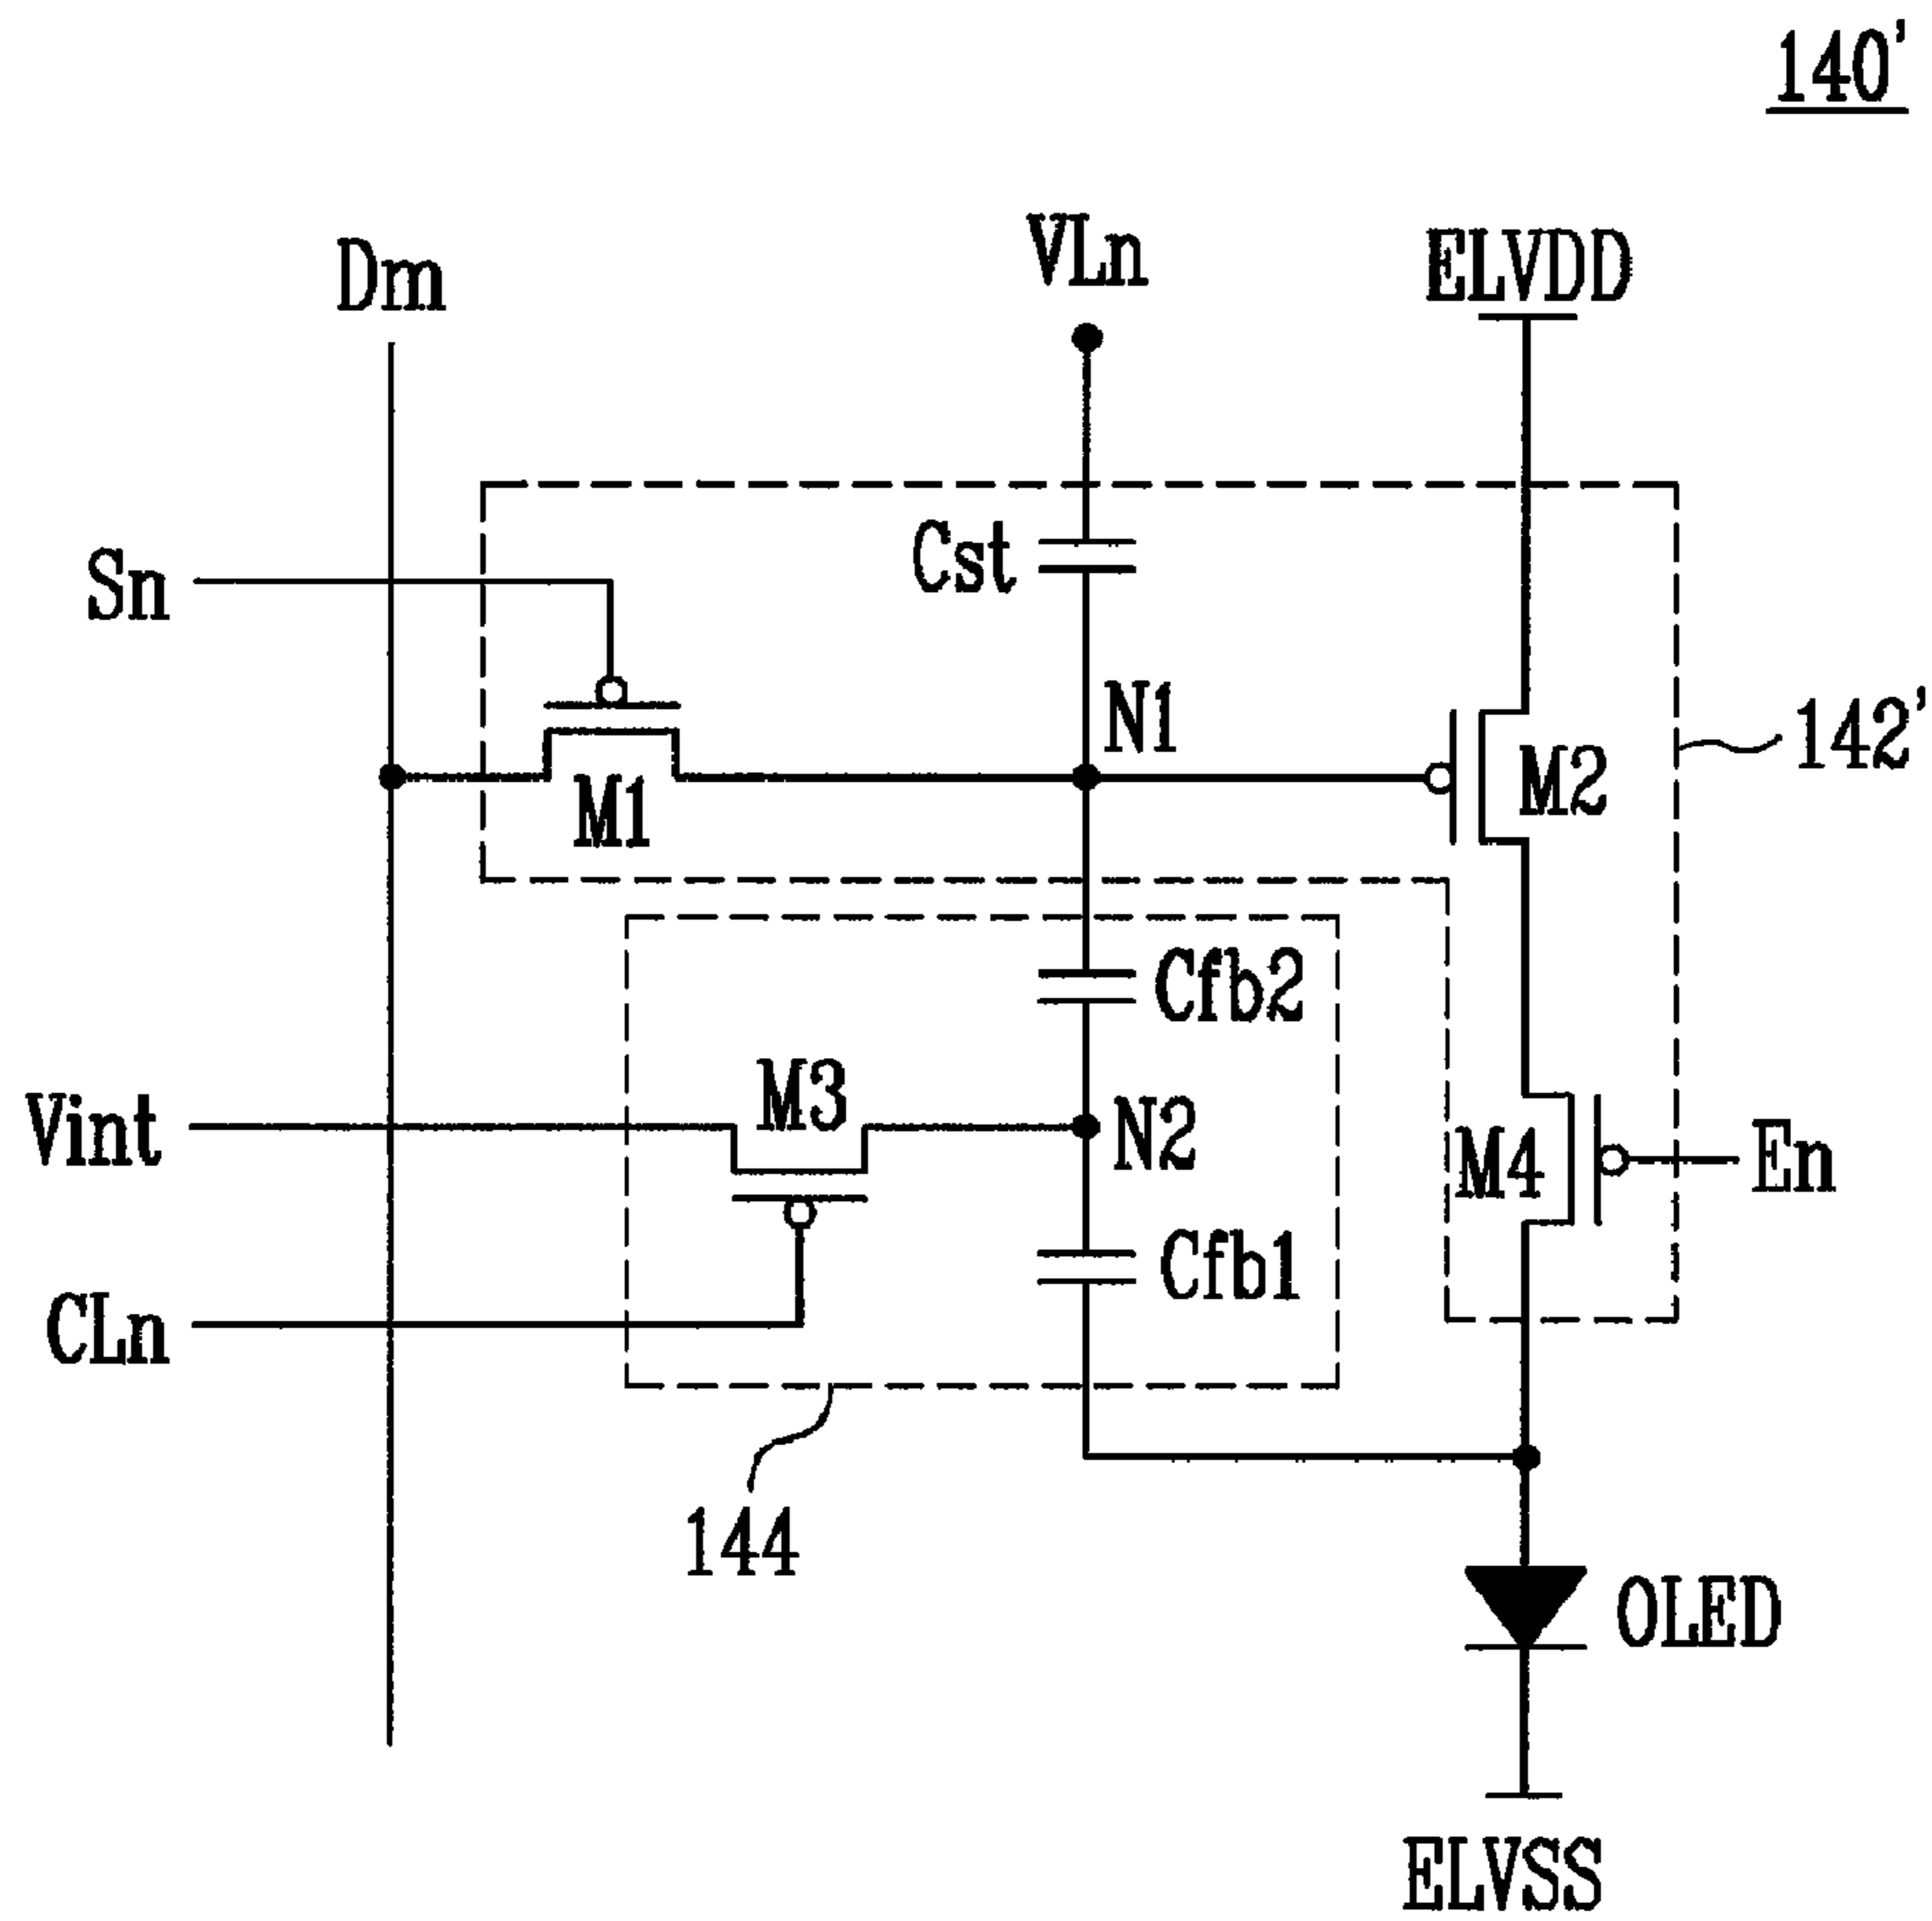 140'
Dm
VLn
ELVDD
Sn
Cst
N1
M1
M2
142'
Cfb2
Vint
M3
N2
M4
En
Cfb1
CLn
144
OLED
ELVSS